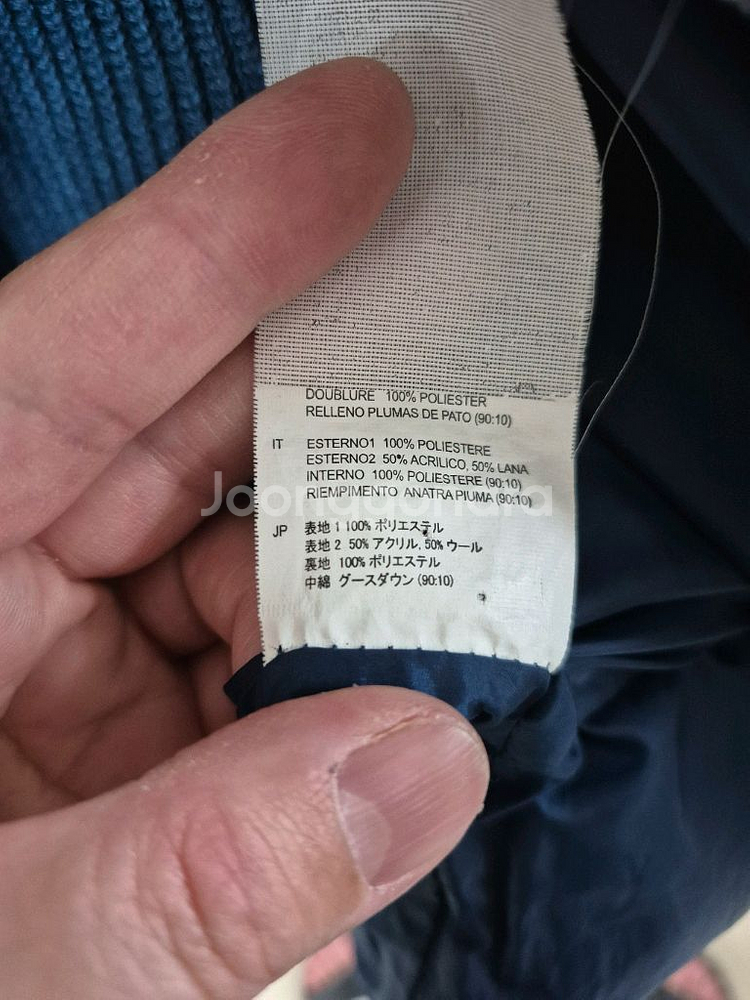 DOUBLURE 100% POLIESTER
RELLENO PLUMAS DE PATO (90:10)
IT ESTERNO1 100% POLIESTERE
ESTERNO2 50% ACRILICO, 50% LANA
INTERNO 100% POLIESTERE (90:10)
RIEMPIMENTO ANATRA PIUMA (90:10)
Joonggonara
JP 表地 1 100% ポリエステル
表地 2 50% アクリル, 50% ウール
裏地 100% ポリエステル
中綿 グースダウン (90:10)